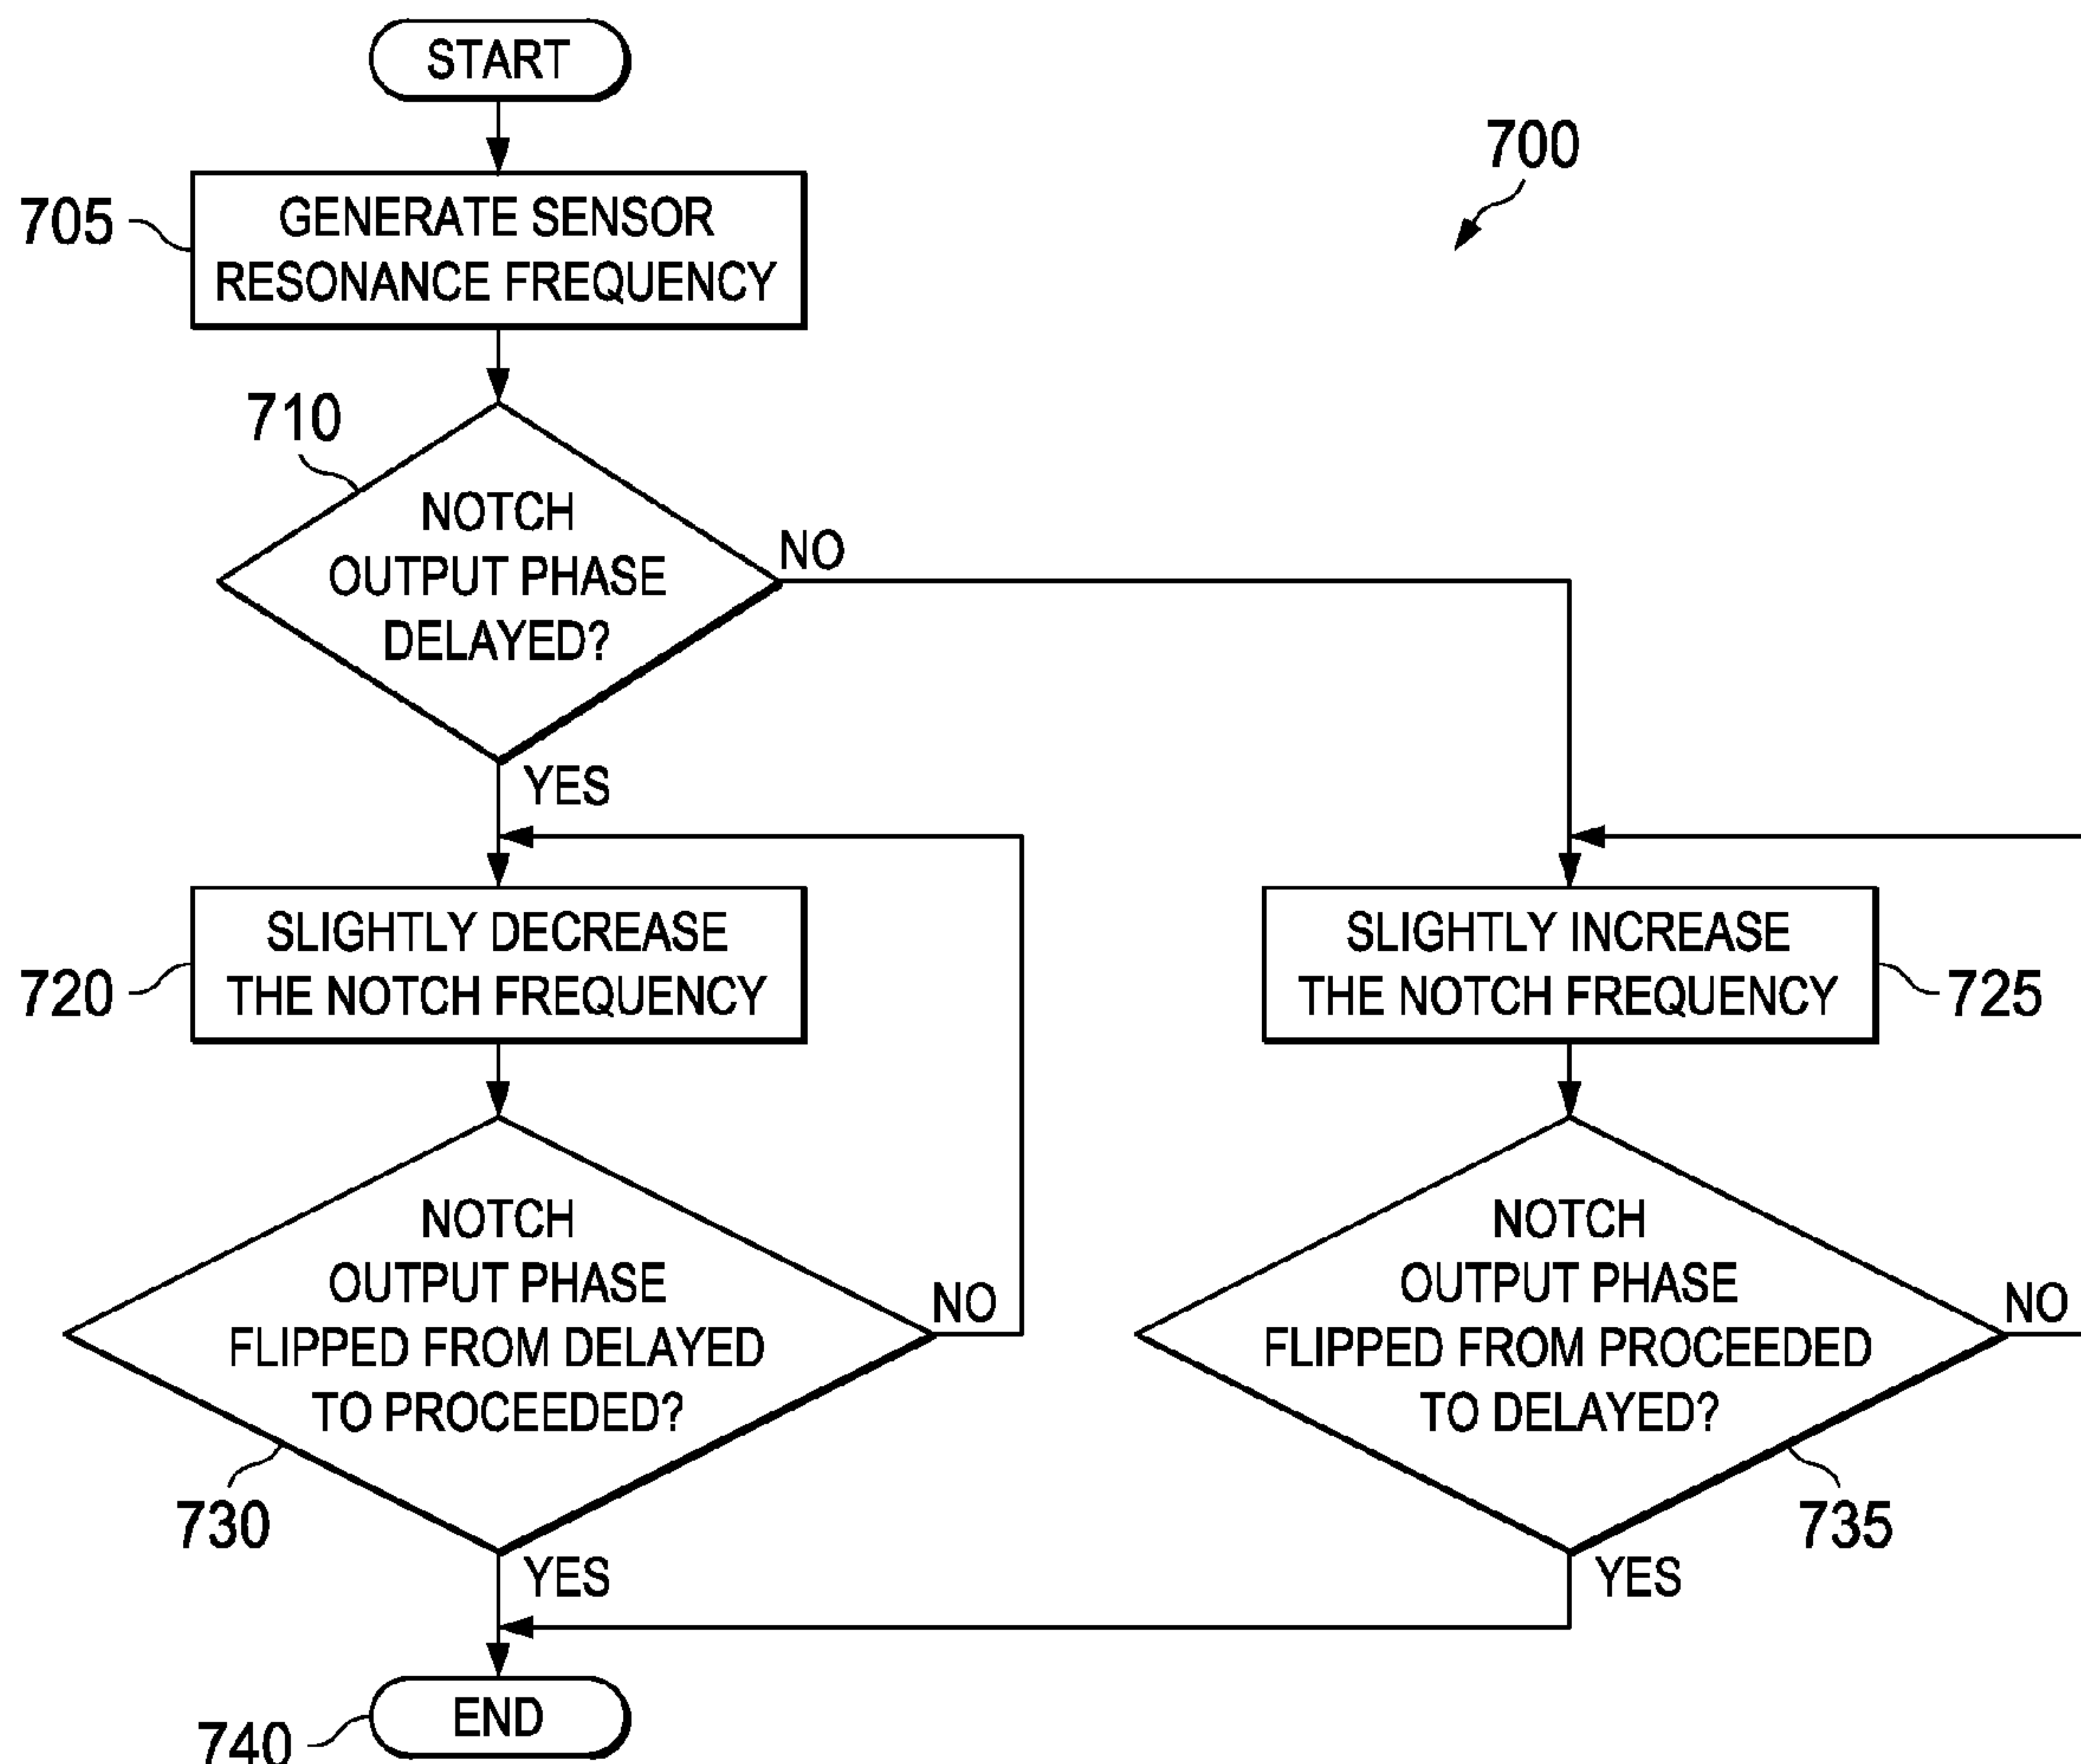 START
700
705
GENERATE SENSOR
RESONANCE FREQUENCY
710
NOTCH
OUTPUT PHASE
DELAYED?
NO
YES
720
SLIGHTLY DECREASE
THE NOTCH FREQUENCY
SLIGHTLY INCREASE
THE NOTCH FREQUENCY
725
NOTCH
OUTPUT PHASE
FLIPPED FROM DELAYED
TO PROCEEDED?
NO
730
YES
NOTCH
OUTPUT PHASE
FLIPPED FROM PROCEEDED
TO DELAYED?
NO
735
YES
END
740